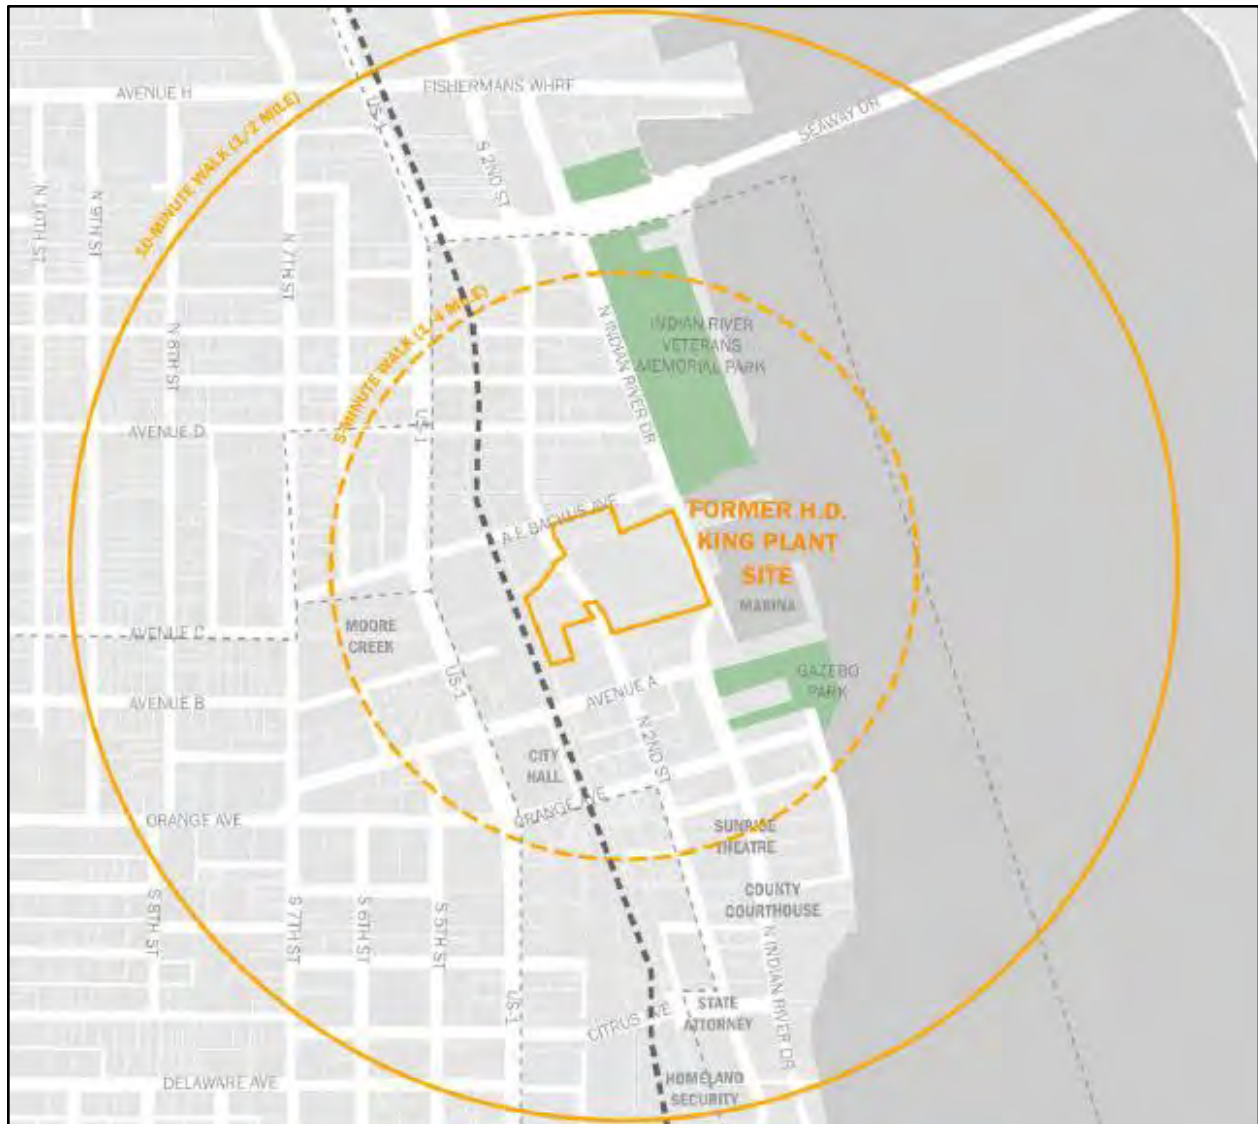 AVENUE H
FISHERMANS WHRF
US-1
SEAWAY DR
10-MINUTE WALK (1/2 MILE)
S 2ND ST
N 10TH ST
N 9TH ST
N 7TH ST
N 8TH ST
5-MINUTE WALK (1/4 MILE)
N INDIAN RIVER DR
INDIAN RIVER
VETERANS
MEMORIAL PARK
AVENUE D
US-1
A E BACKUS AVE
FORMER H.D.
KING PLANT
SITE
MARINA
AVENUE C
MOORE
CREEK
US-1
GAZEBO
PARK
AVENUE B
AVENUE A
N 2ND ST
CITY
HALL
ORANGE AVE
ORANGE AVE
SUNRISE
THEATRE
COUNTY
COURTHOUSE
S 8TH ST
S 7TH ST
S 6TH ST
S 5TH ST
N INDIAN RIVER DR
US-1
CITRUS AVE
STATE
ATTORNEY
DELAWARE AVE
HOMELAND
SECURITY